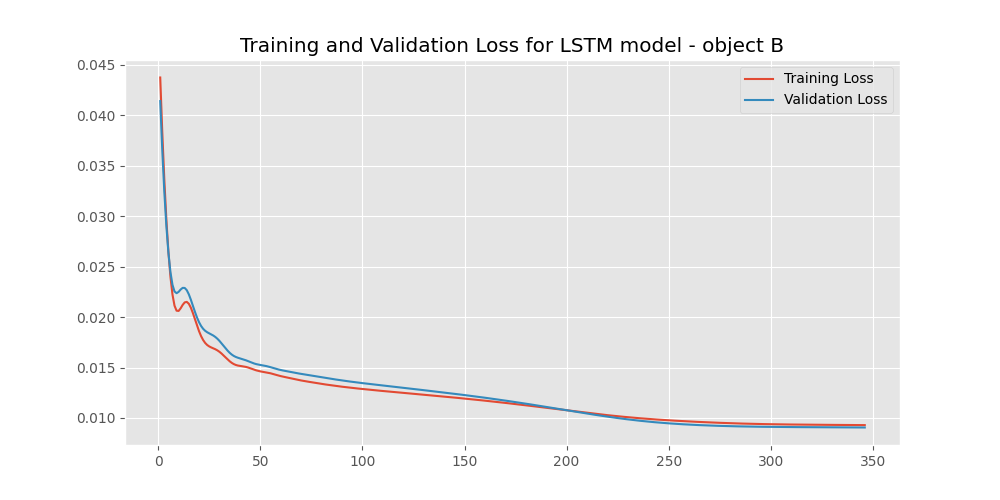 Training and Validation Loss for LSTM model - object B
0.045
0.040
0.035
0.030
0.025
0.020
0.015
0.010
Training Loss
Validation Loss
0 50 100 150 200 250 300 350